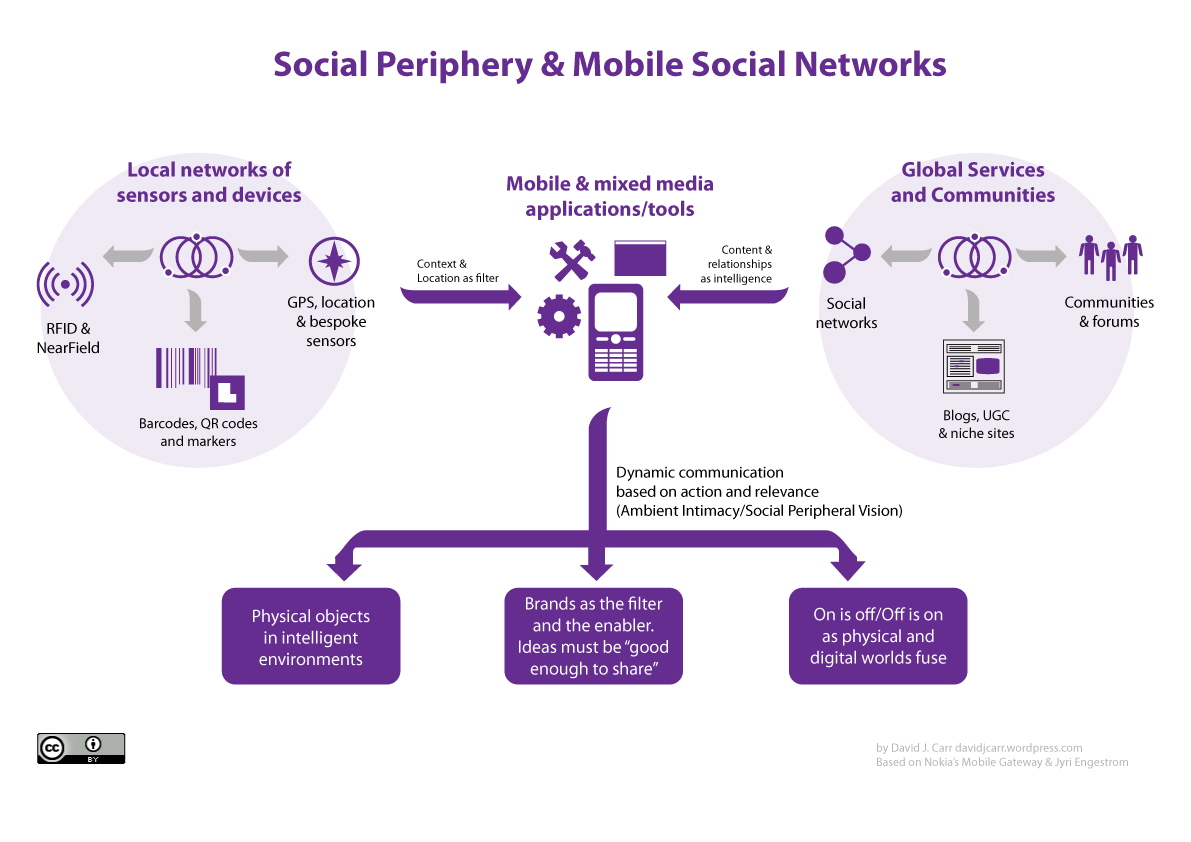 Social Periphery & Mobile Social Networks
Local networks of
sensors and devices
RFID &
NearField
GPS, location
& bespoke
sensors
Barcodes, QR codes
and markers
Context &
Location as filter
Mobile & mixed media
applications/tools
Content &
relationships
as intelligence
Global Services
and Communities
Social
networks
Communities
& forums
Blogs, UGC
& niche sites
Dynamic communication
based on action and relevance
(Ambient Intimacy/Social Peripheral Vision)
Physical objects
in intelligent
environments
Brands as the filter
and the enabler.
Ideas must be “good
enough to share”
On is off/Off is on
as physical and
digital worlds fuse
cc
BY
by David J. Carr davidjcarr.wordpress.com
Based on Nokia's Mobile Gateway & Jyri Engestrom